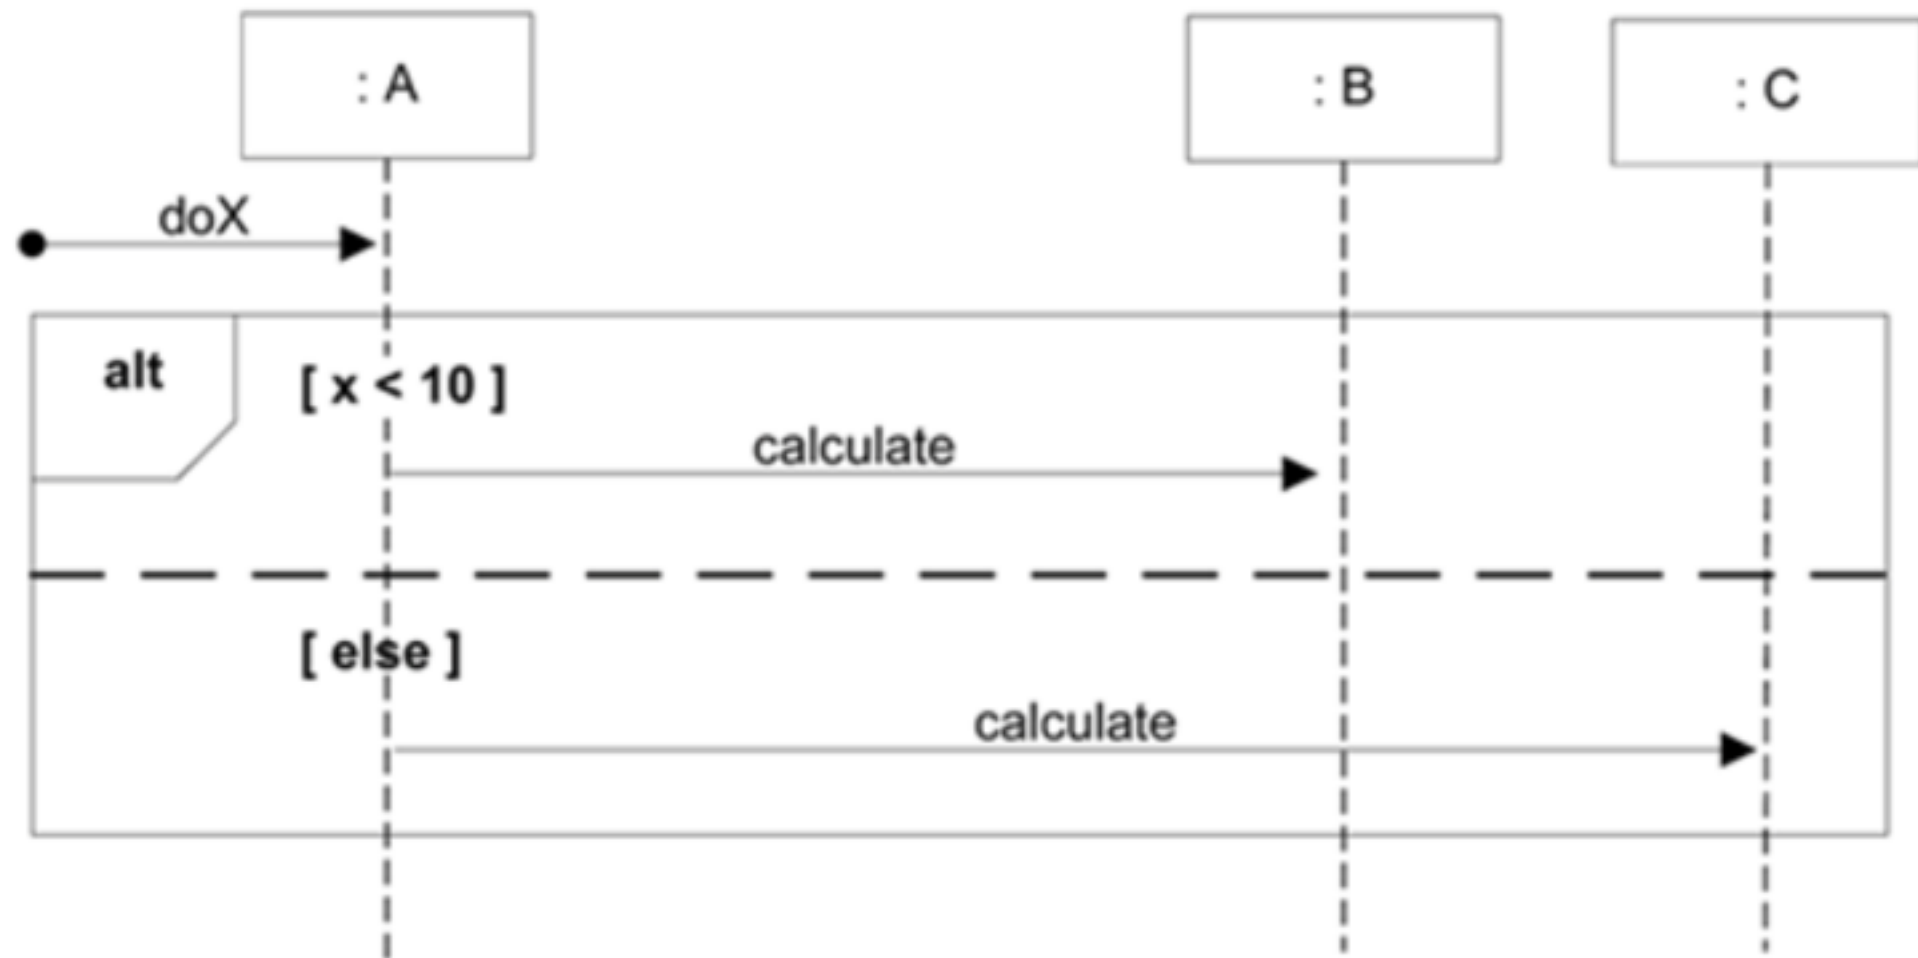 : A
: B
: C
doX
alt
[ x < 10 ]
calculate
[ else ]
calculate